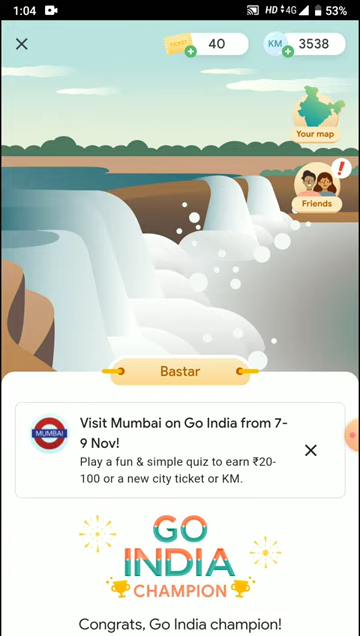 1:04 HD 4G 53%
TICKET 40 KM 3538
Your map
Friends
Bastar
MUMBAI
Visit Mumbai on Go India from 7-
9 Nov!
Play a fun & simple quiz to earn ₹20-
100 or a new city ticket or KM.
GO
INDIA
CHAMPION
Congrats, Go India champion!